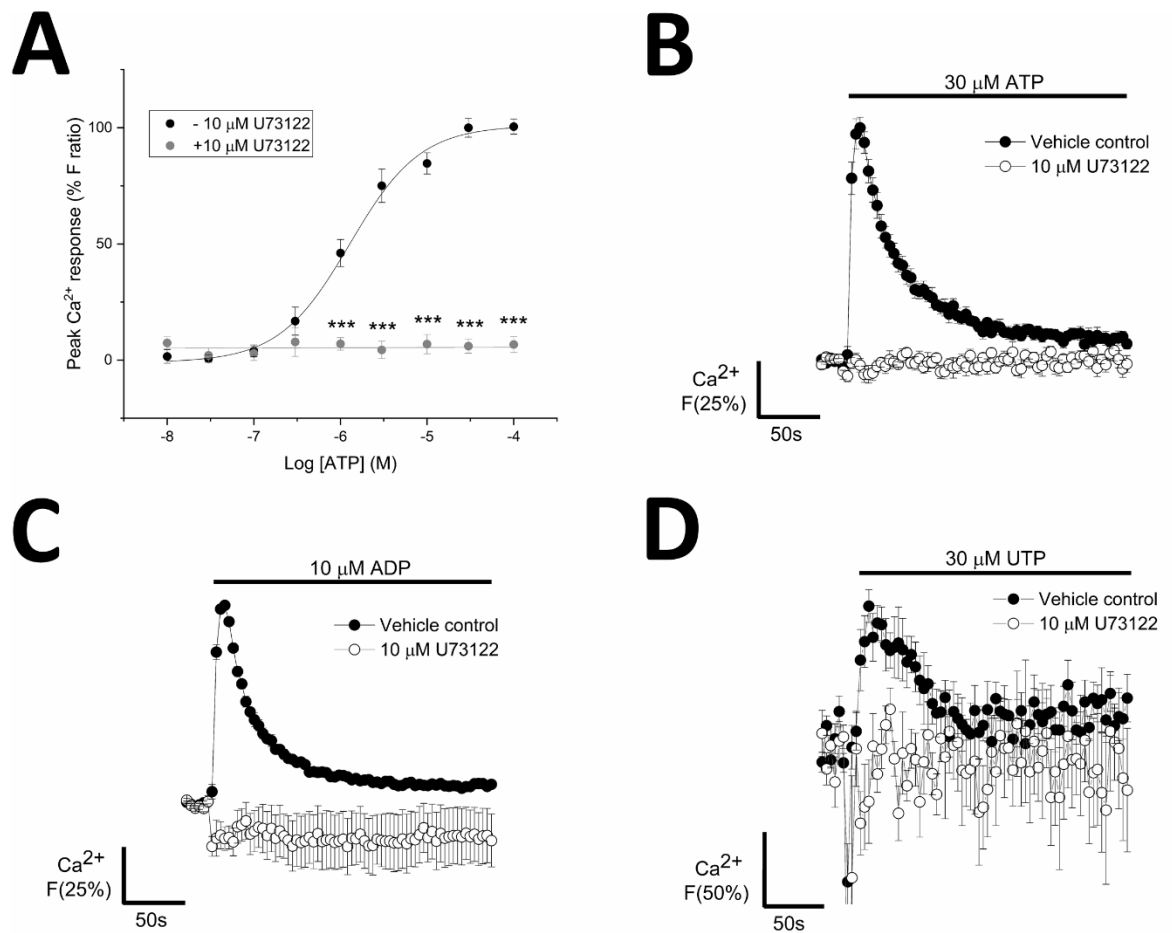 A
Peak Ca²⁺ response (% F ratio)
100
50
0
- 10 μM U73122
+10 μM U73122
*** *** *** *** ***
-8 -7 -6 -5 -4
Log [ATP] (M)
B
30 μM ATP
Vehicle control
10 μM U73122
Ca²⁺
F(25%)
50s
C
10 μM ADP
Vehicle control
10 μM U73122
Ca²⁺
F(25%)
50s
D
30 μM UTP
Vehicle control
10 μM U73122
Ca²⁺
F(50%)
50s